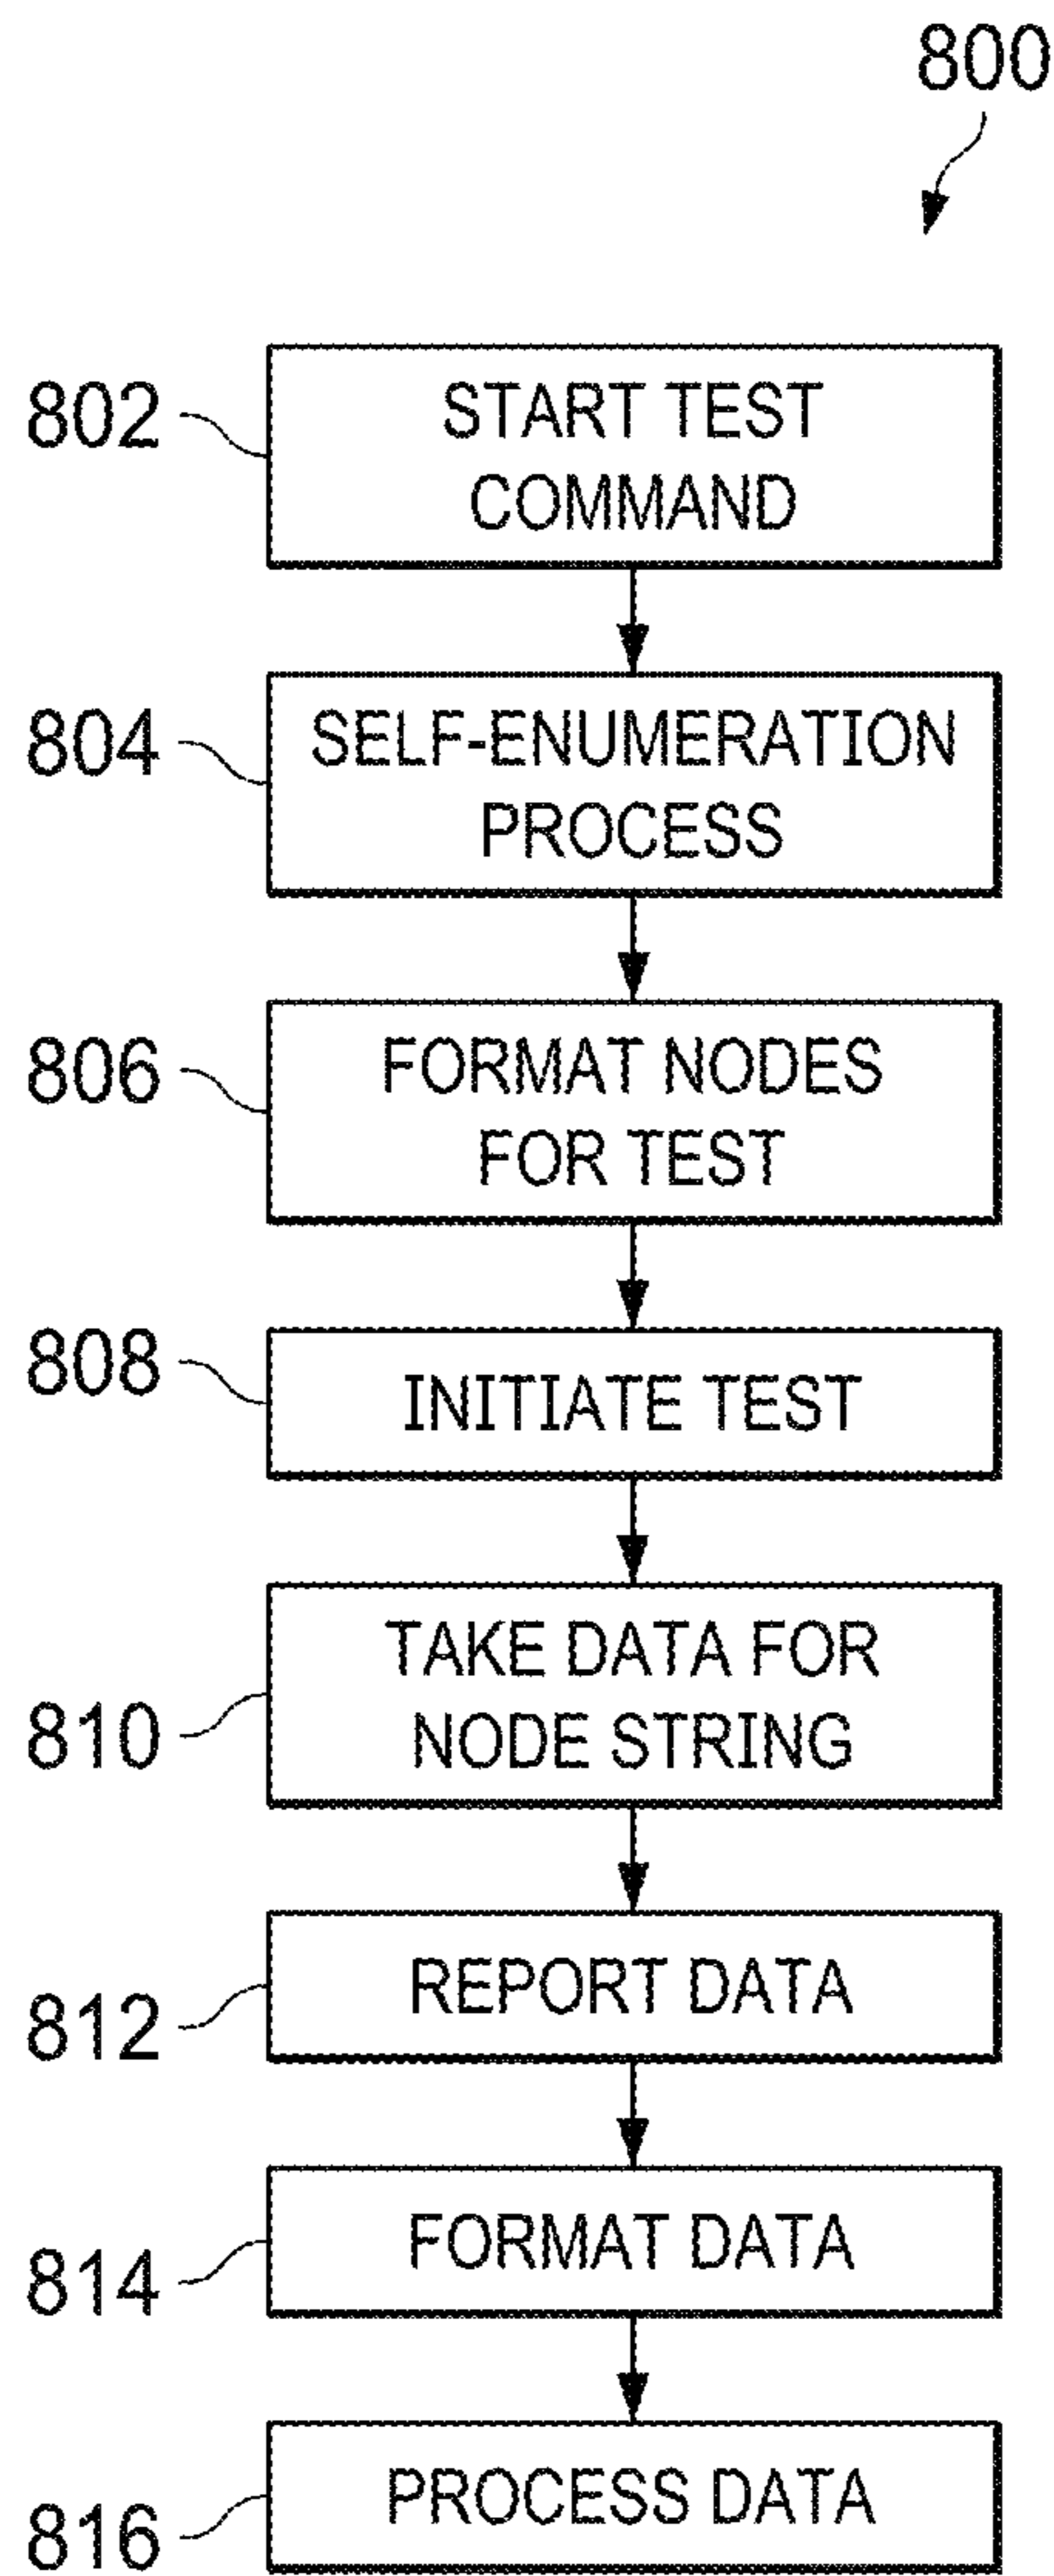 800
802
START TEST
COMMAND
804
SELF-ENUMERATION
PROCESS
806
FORMAT NODES
FOR TEST
808
INITIATE TEST
810
TAKE DATA FOR
NODE STRING
812
REPORT DATA
814
FORMAT DATA
816
PROCESS DATA